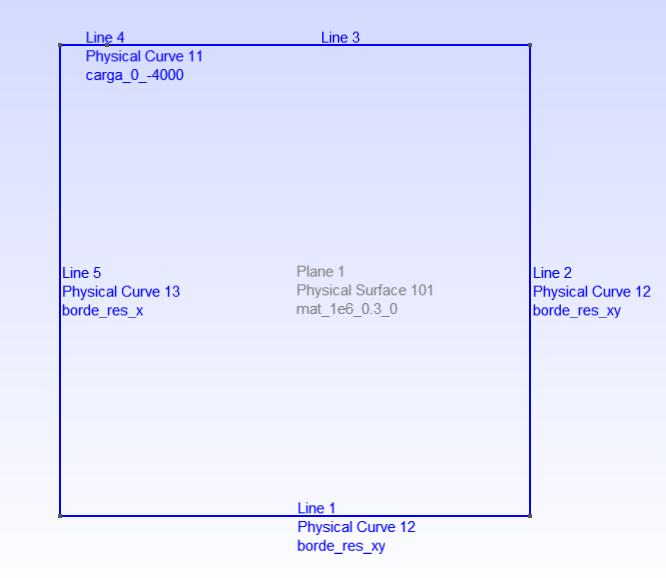 Line 4
Line 3
Physical Curve 11
carga_0_-4000
Line 5
Physical Curve 13
borde_res_x
Plane 1
Physical Surface 101
mat_1e6_0.3_0
Line 2
Physical Curve 12
borde_res_xy
Line 1
Physical Curve 12
borde_res_xy